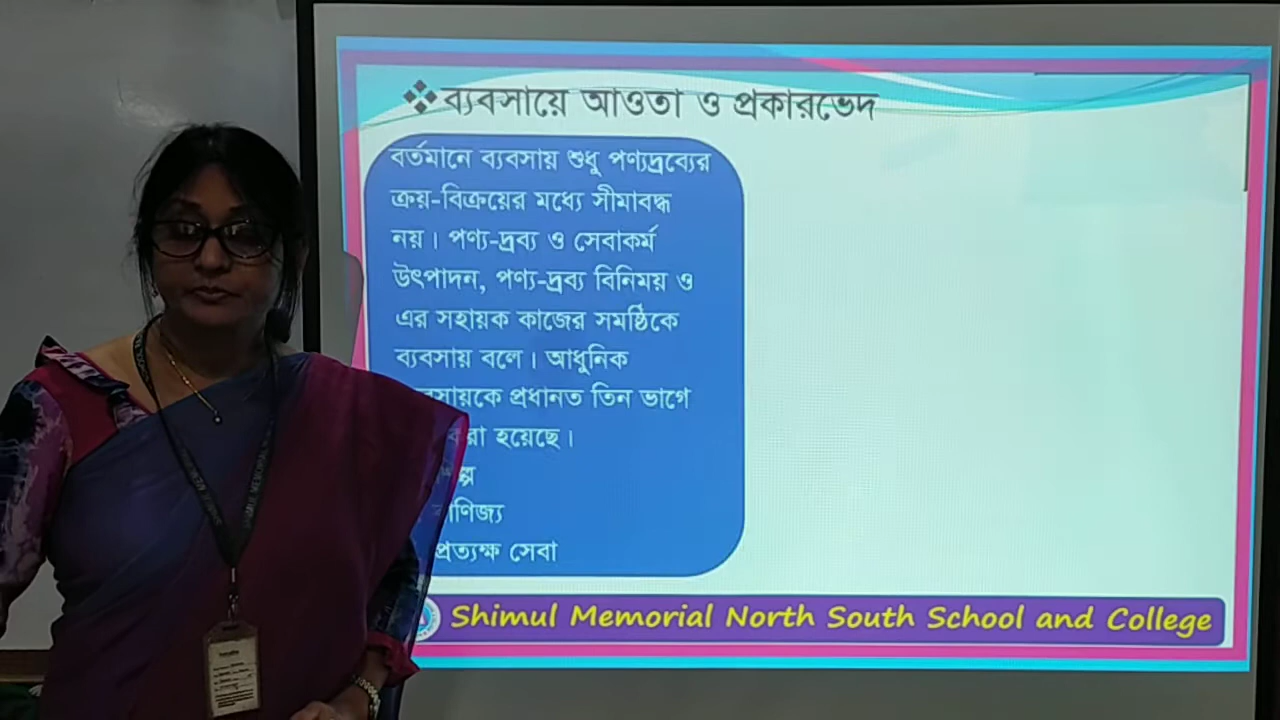 ❖ব্যবসায়ে আওতা ও প্রকারভেদ
বর্তমানে ব্যবসায় শুধু পণ্যদ্রব্যের
ক্রয়-বিক্রয়ের মধ্যে সীমাবদ্ধ
নয়। পণ্য-দ্রব্য ও সেবাকর্ম
উৎপাদন, পণ্য-দ্রব্য বিনিময় ও
এর সহায়ক কাজের সমষ্ঠিকে
ব্যবসায় বলে। আধুনিক
প্রধানত তিন ভাগে
হয়েছে।
প্রত্যক্ষ সেবা
Shimul Memorial North South School and College